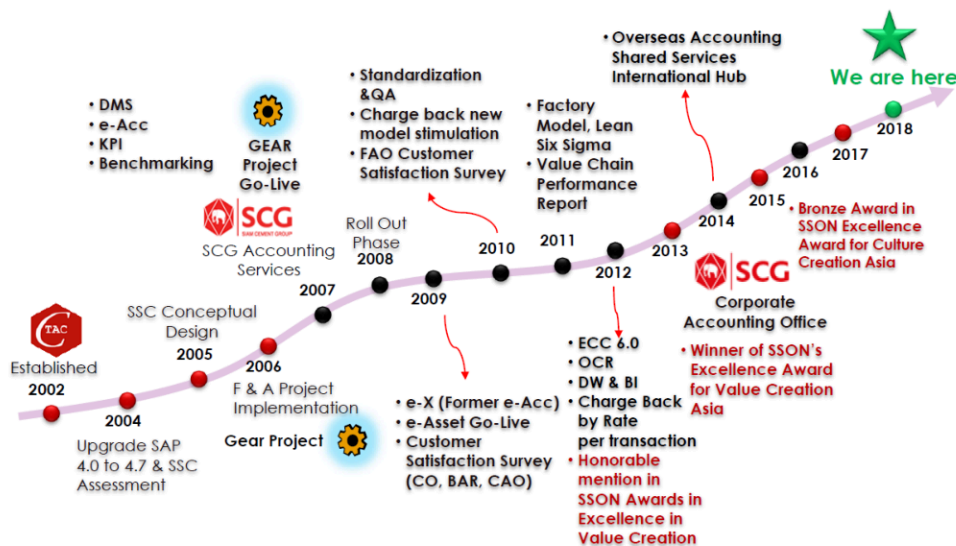 • Overseas Accounting
Shared Services
International Hub
We are here
• DMS
• e-Acc
• KPI
• Benchmarking
GEAR
Project
Go-Live
• Standardization
&QA
• Charge back new
model stimulation
• FAO Customer
Satisfaction Survey
• Factory
Model, Lean
Six Sigma
• Value Chain
Performance
Report
SCG
SIAM CEMENT GROUP
SCG Accounting
Services
Roll Out
Phase
2008
2007
2009
2010
2011
2012
2013
2014
2015
2016
2017
2018
• Bronze Award in
SSON Excellence
Award for Culture
Creation Asia
SCG
Corporate
Accounting Office
• Winner of SSON's
Excellence Award
for Value Creation
Asia
C TAC
Established
2002
2004
Upgrade SAP
4.0 to 4.7 & SSC
Assessment
SSC Conceptual
Design
2005
2006
F & A Project
Implementation
Gear Project
• e-X (Former e-Acc)
• e-Asset Go-Live
• Customer
Satisfaction Survey
(CO, BAR, CAO)
• ECC 6.0
• OCR
• DW & BI
• Charge Back
by Rate
per transaction
• Honorable
mention in
SSON Awards in
Excellence in
Value Creation